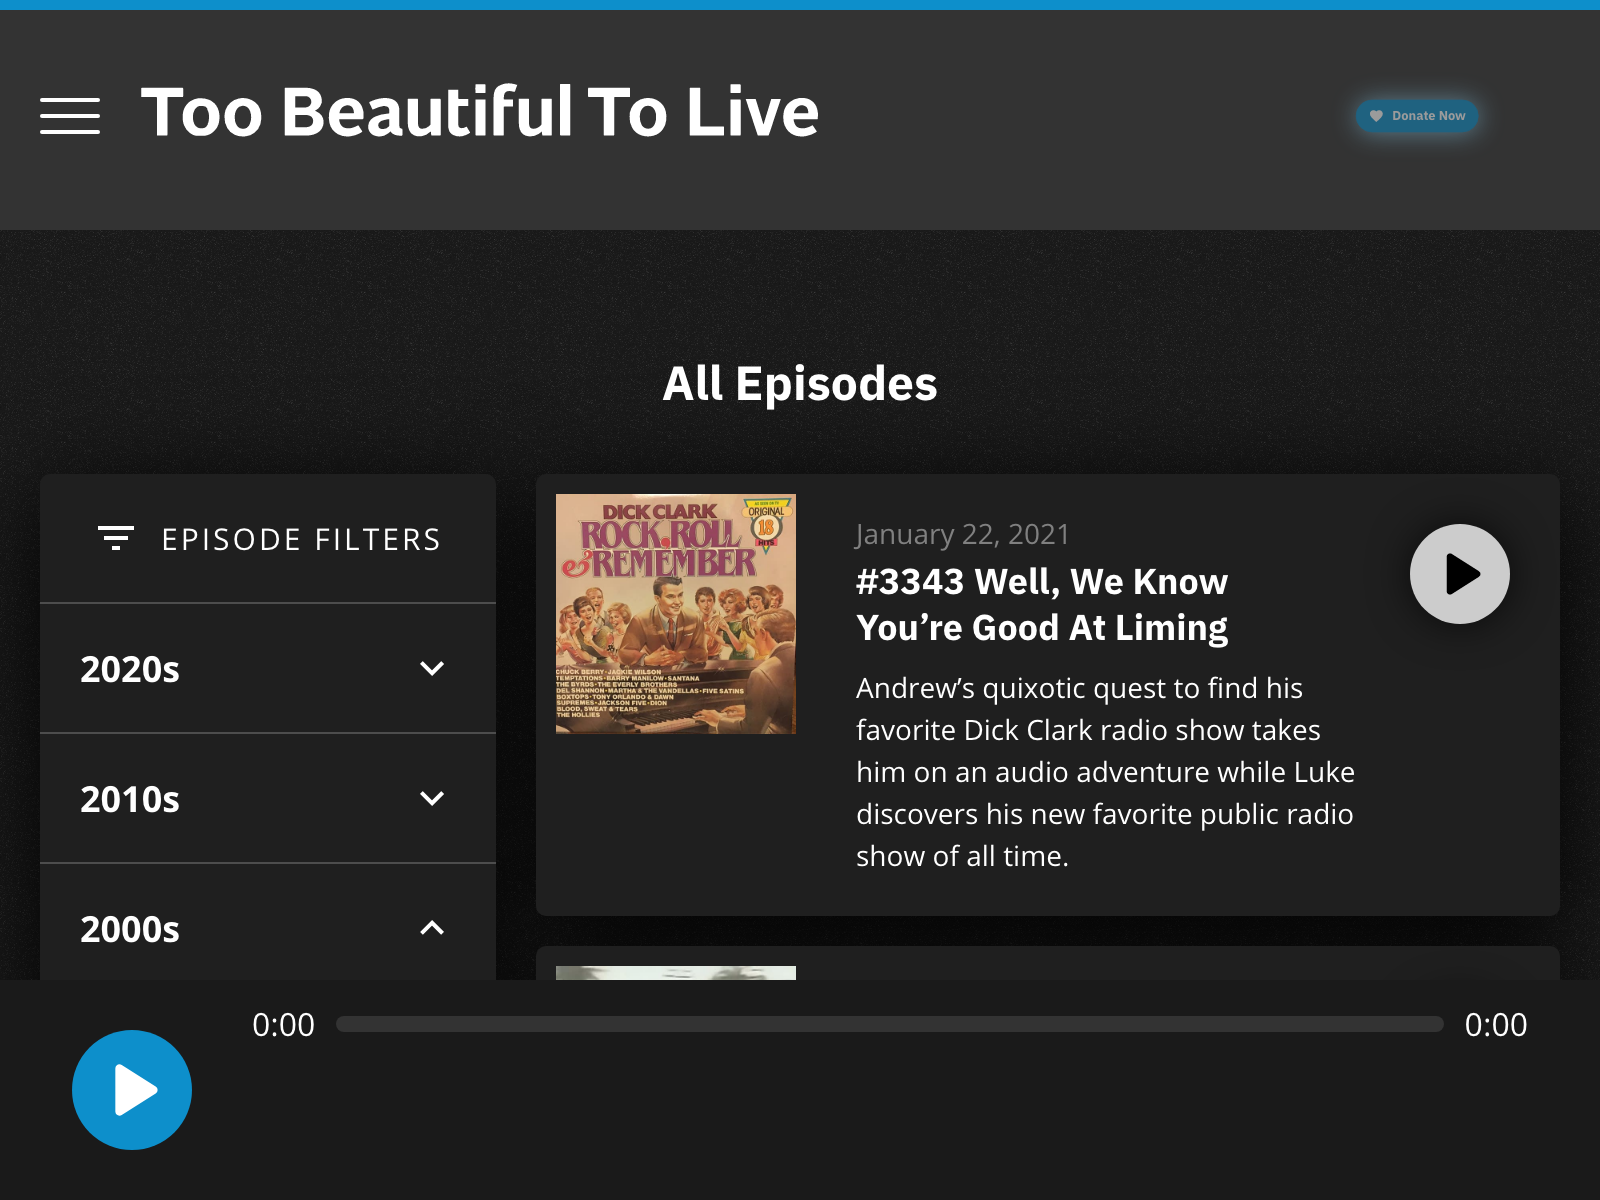 Too Beautiful To Live
Donate Now
All Episodes
EPISODE FILTERS
2020s
2010s
2000s
DICK CLARK
ROCK, ROLL
& REMEMBER
AS SEEN ON TV
ORIGINAL
18
HITS
CHUCK BERRY • JACKIE WILSON
TEMPTATIONS • BARRY MANILOW • SANTANA
THE BYRDS • THE EVERLY BROTHERS
DEL SHANNON • MARTHA & THE VANDELLAS • FIVE SATINS
BOXTOPS • TONY ORLANDO & DAWN
SUPREMES • JACKSON FIVE • DION
BLOOD, SWEAT & TEARS
THE HOLLIES
January 22, 2021
#3343 Well, We Know
You’re Good At Liming
Andrew’s quixotic quest to find his
favorite Dick Clark radio show takes
him on an audio adventure while Luke
discovers his new favorite public radio
show of all time.
0:00
0:00